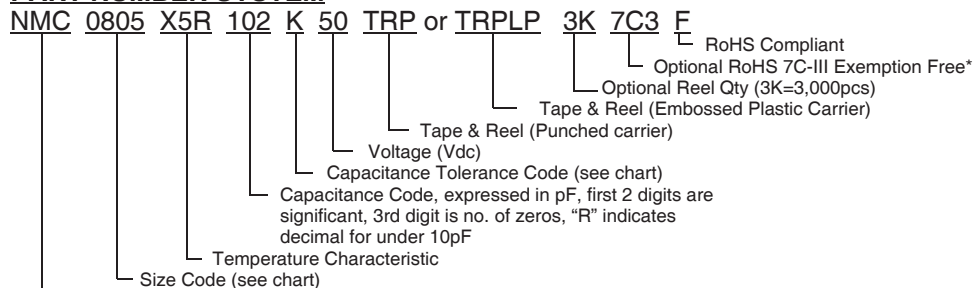 NMC 0805 X5R 102 K 50 TRP or TRPLP 3K 7C3 F
RoHS Compliant
Optional RoHS 7C-III Exemption Free*
Optional Reel Qty (3K=3,000pcs)
Tape & Reel (Embossed Plastic Carrier)
Tape & Reel (Punched carrier)
Voltage (Vdc)
Capacitance Tolerance Code (see chart)
Capacitance Code, expressed in pF, first 2 digits are
significant, 3rd digit is no. of zeros, “R” indicates
decimal for under 10pF
Temperature Characteristic
Size Code (see chart)